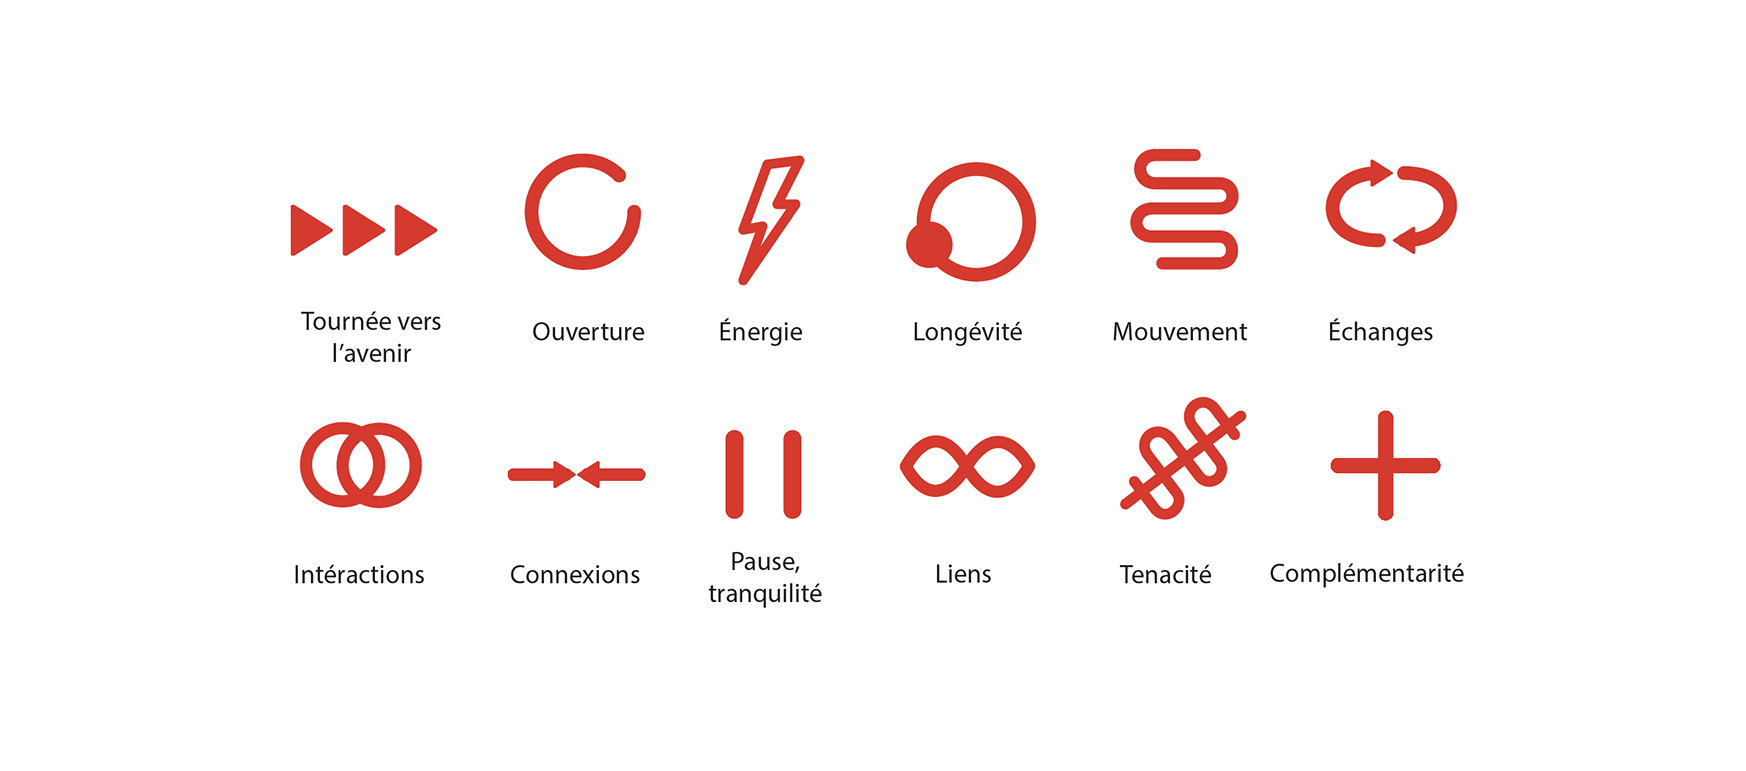 Tournée vers
l’avenir
Ouverture
Énergie
Longévité
Mouvement
Échanges
Intéractions
Connexions
Pause,
tranquilité
Liens
Tenacité
Complémentarité